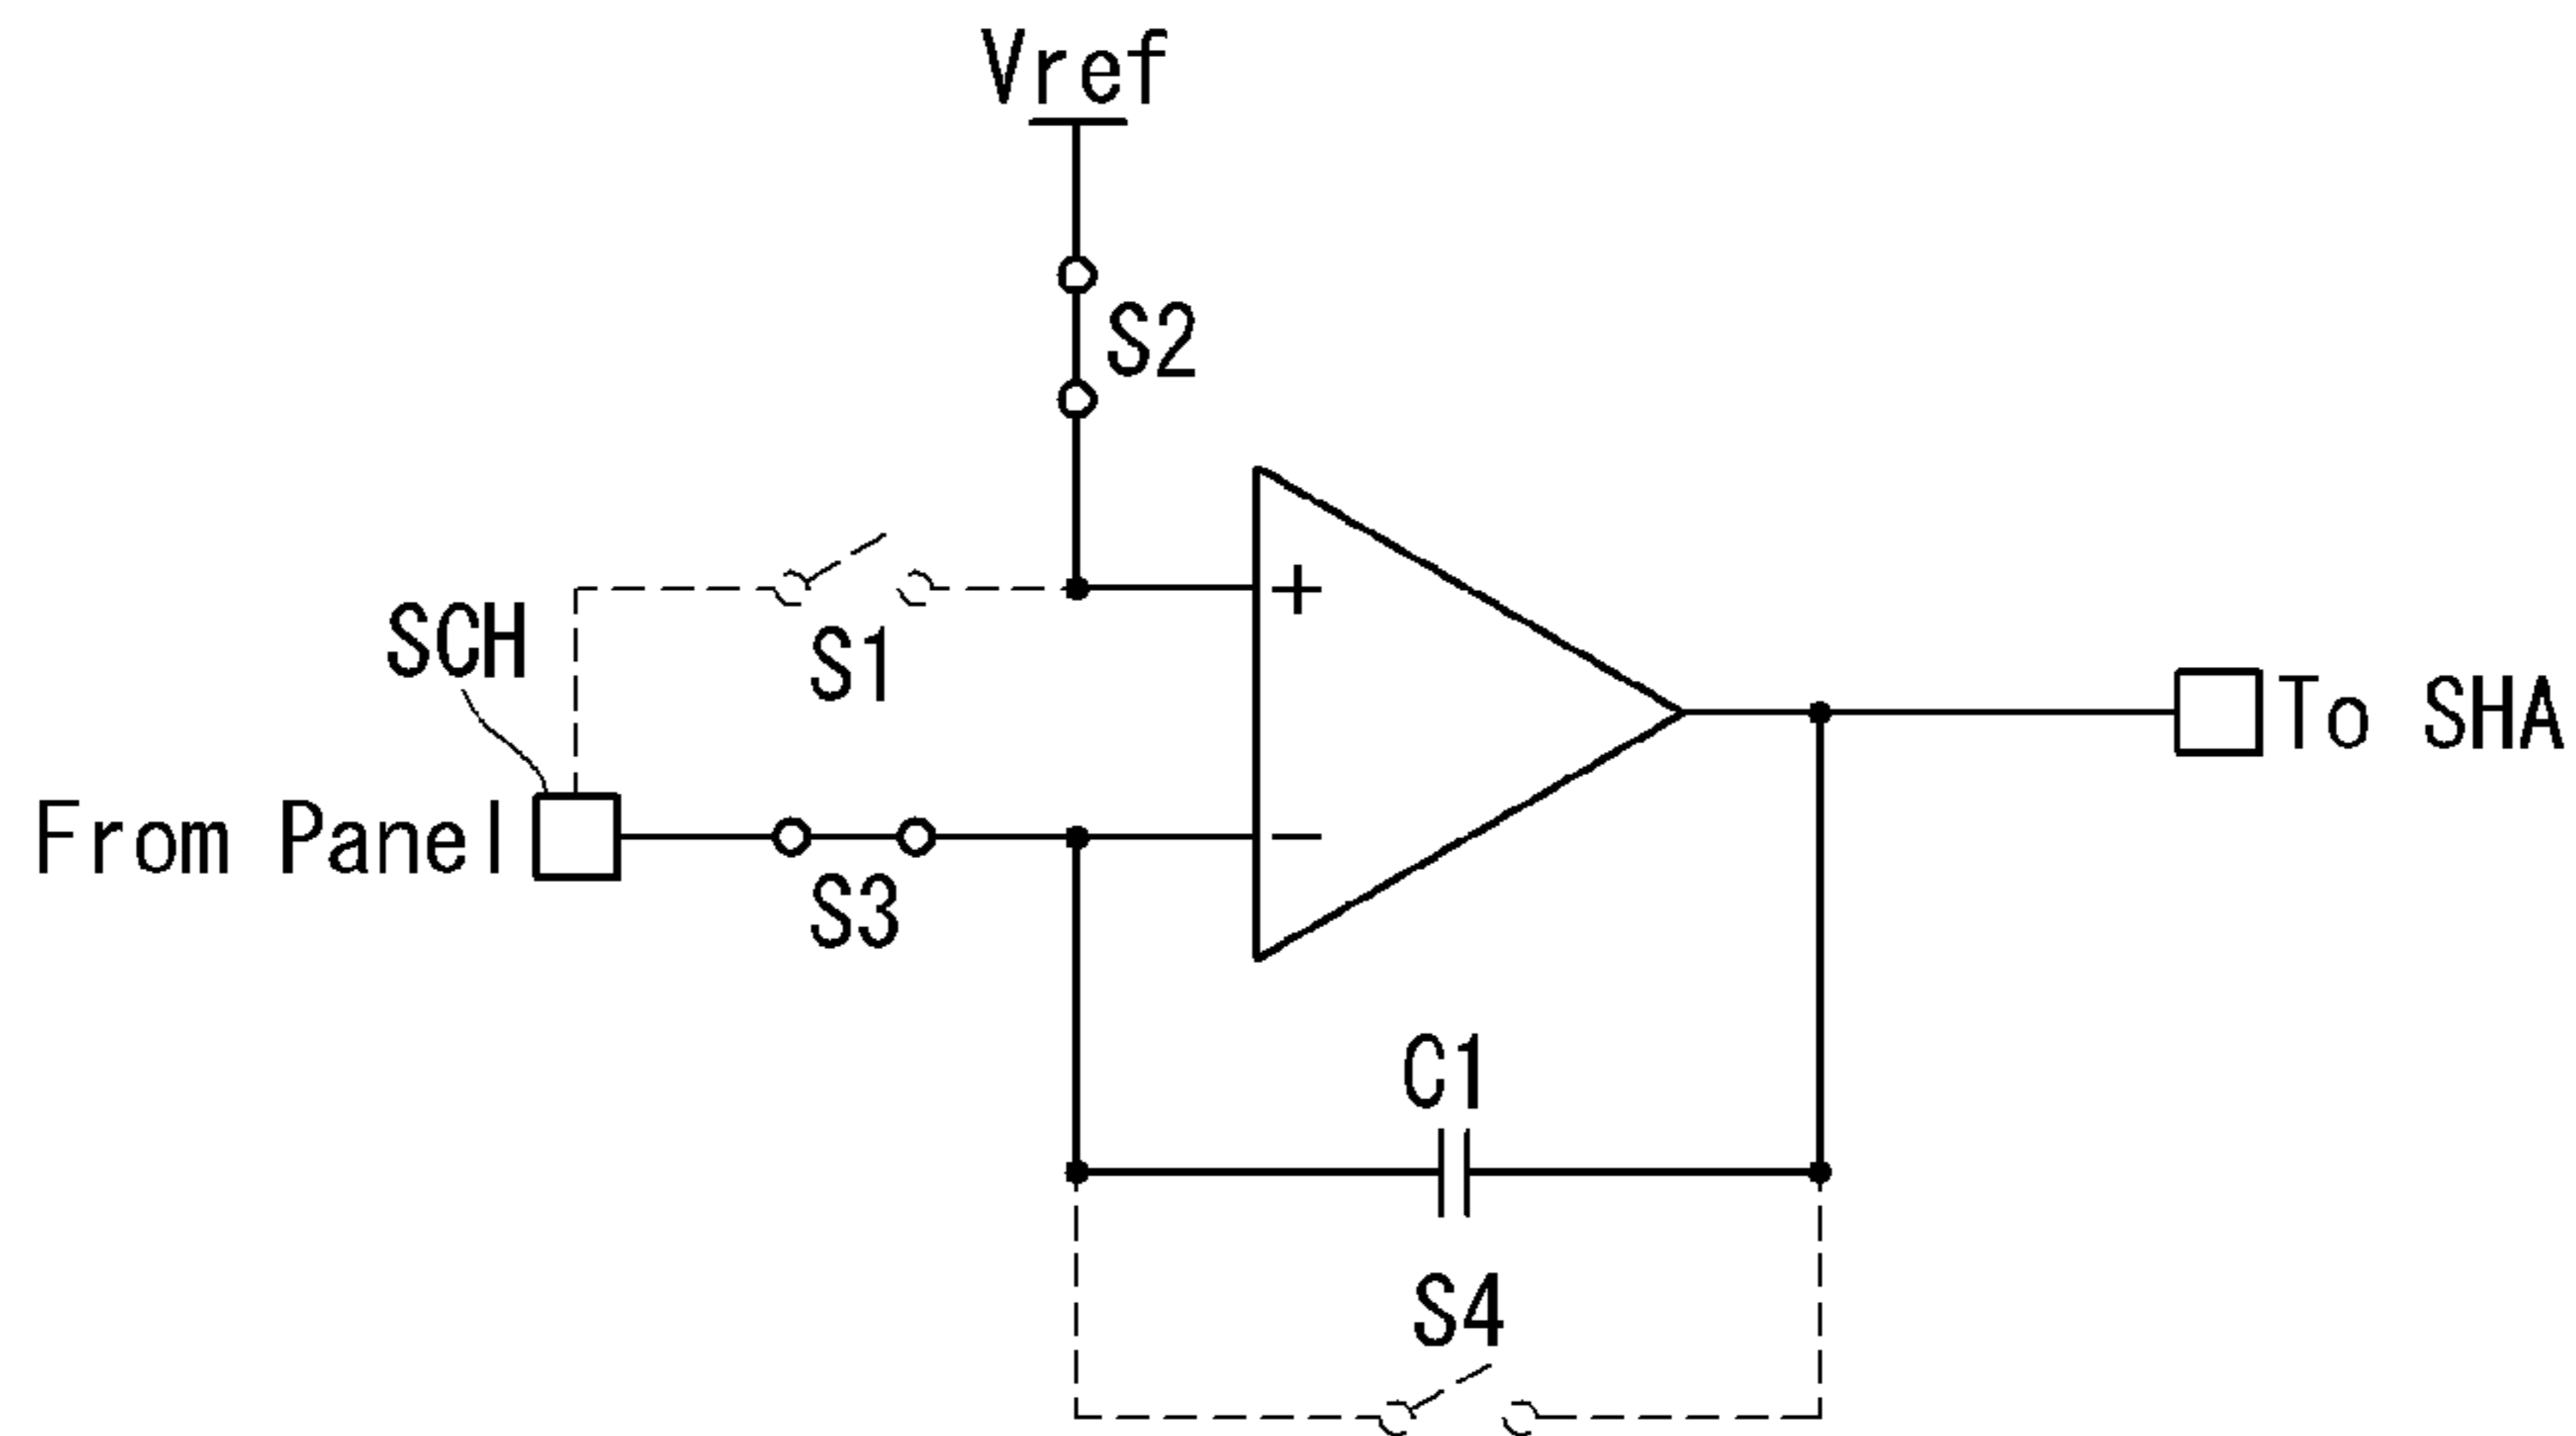 Vref
S2
SCH
S1
+
To SHA
From Panel
−
S3
C1
S4